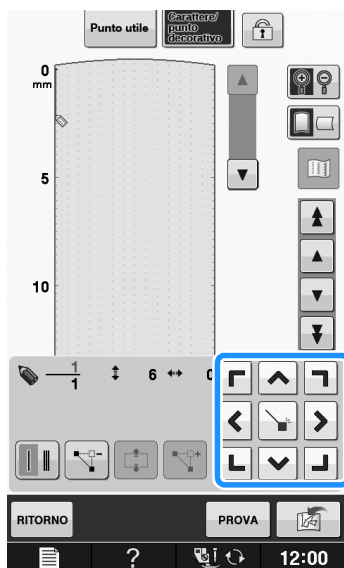 Punto utile
Carattere/
punto
decorativo
0
mm
5
10
1
1
6
0
RITORNO
PROVA
?
12:00